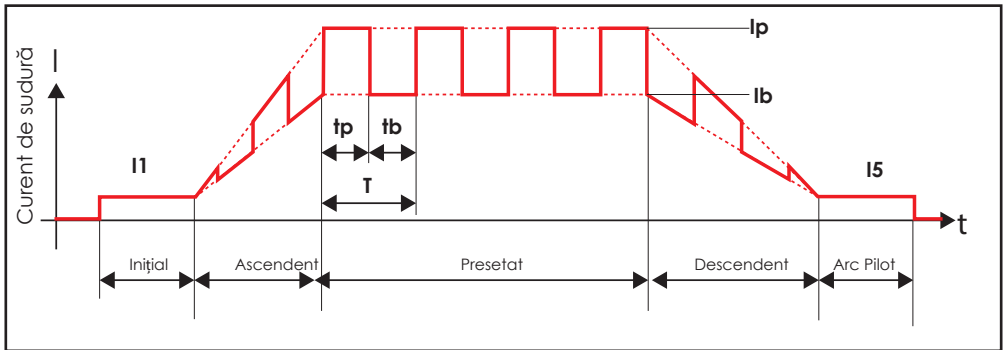 Curent de sudură
I
I1
tp
tb
T
Ip
Ib
I5
t
Inițial
Ascendent
Presetat
Descendent
Arc Pilot